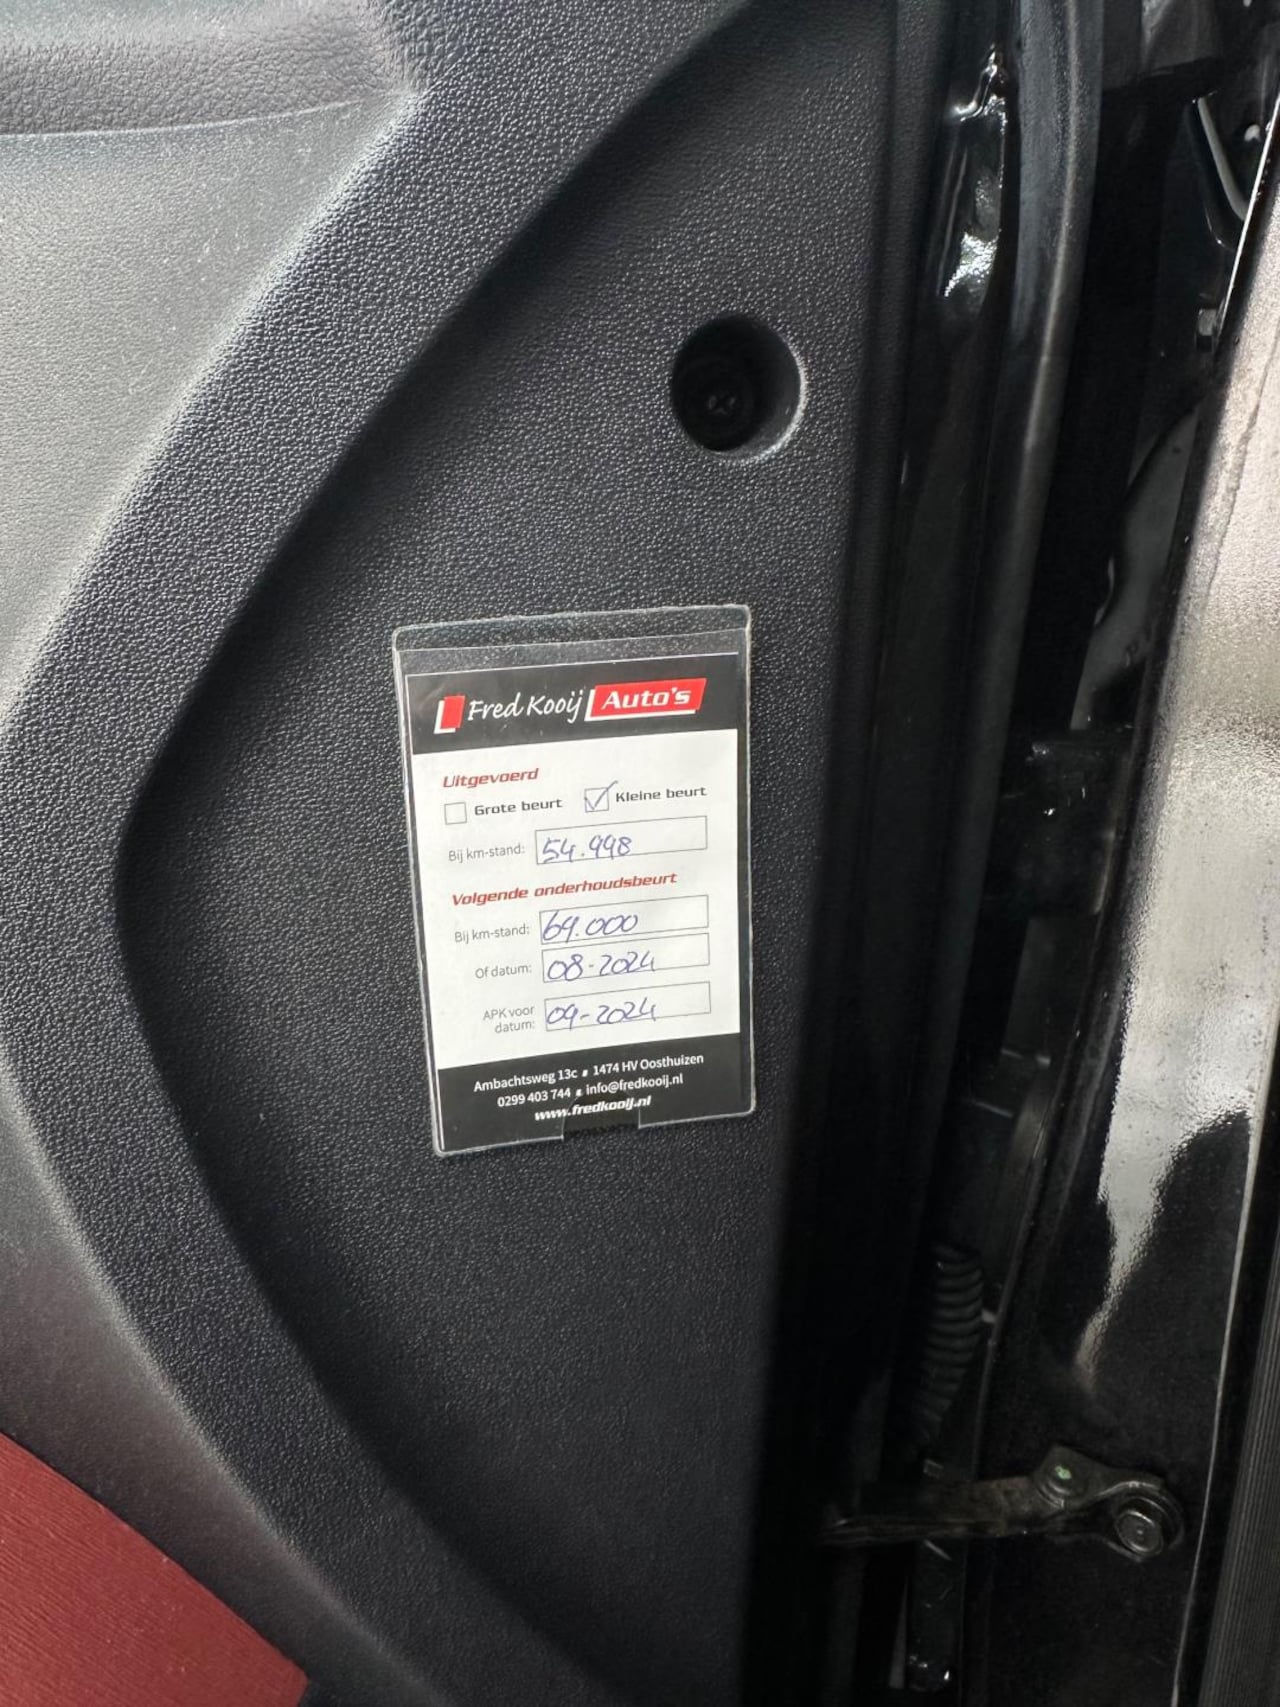 Fred Kooij Auto's
Uitgevoerd
Grote beurt Kleine beurt
Bij km-stand: 54.998
Volgende onderhoudsbeurt
Bij km-stand: 69.000
Of datum: 08-2024
APK voor
datum: 09-2024
Ambachtsweg 13c 1474 HV Oosthuizen
0299 403 744 info@fredkooij.nl
www.fredkooij.nl